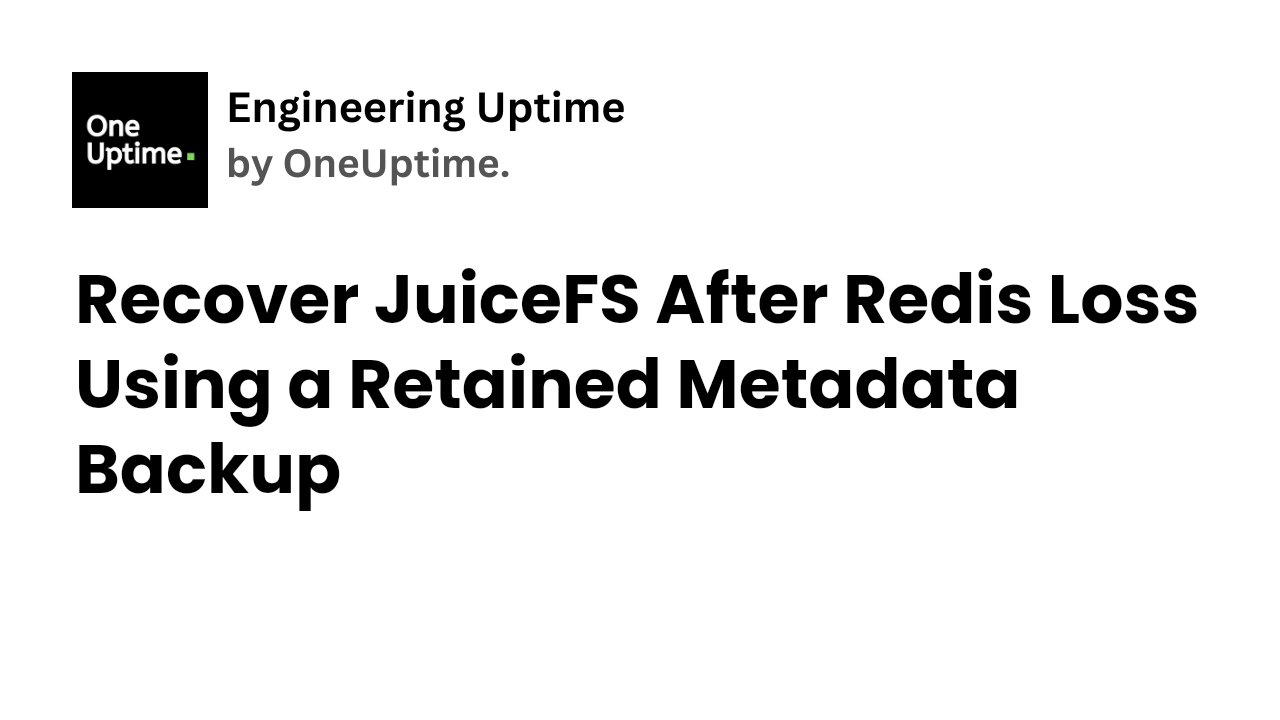 One
Uptime
Engineering Uptime
by OneUptime.
Recover JuiceFS After Redis Loss
Using a Retained Metadata
Backup